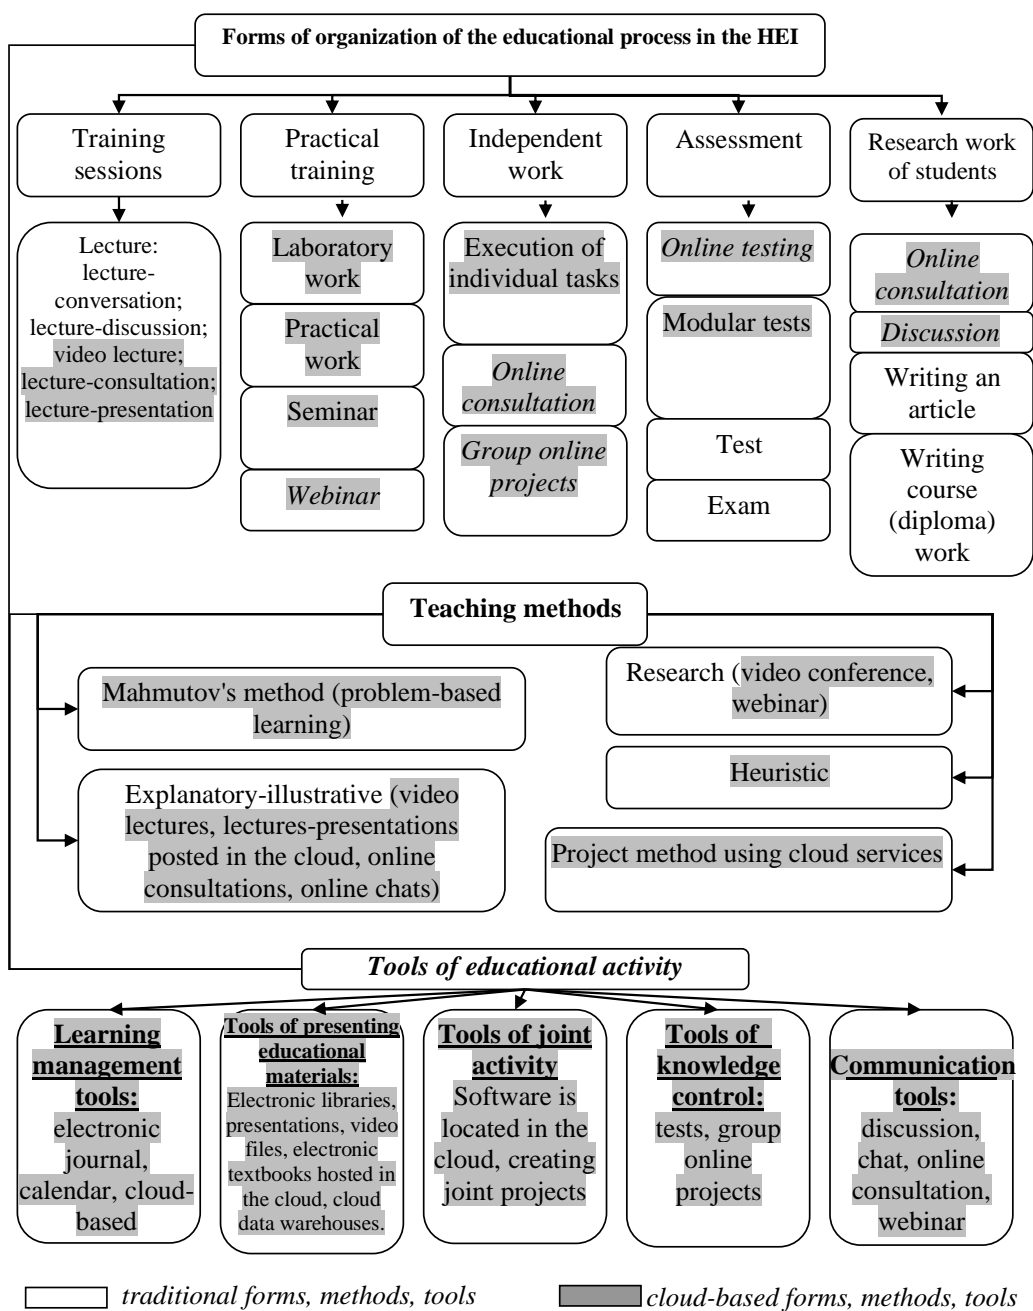 Forms of organization of the educational process in the HEI
Training
sessions
Practical
training
Independent
work
Assessment
Research work
of students
Lecture:
lecture-
conversation;
lecture-discussion;
video lecture;
lecture-consultation;
lecture-presentation
Laboratory
work
Practical
work
Seminar
Webinar
Execution of
individual tasks
Online
consultation
Group online
projects
Online testing
Modular tests
Test
Exam
Online
consultation
Discussion
Writing an
article
Writing
course
(diploma)
work
Teaching methods
Mahmutov's method (problem-based
learning)
Explanatory-illustrative (video
lectures, lectures-presentations
posted in the cloud, online
consultations, online chats)
Research (video conference,
webinar)
Heuristic
Project method using cloud services
Tools of educational activity
Learning
management
tools:
electronic
journal,
calendar, cloud-
based
Tools of presenting
educational
materials:
Electronic libraries,
presentations, video
files, electronic
textbooks hosted in
the cloud, cloud
data warehouses.
Tools of joint
activity
Software is
located in the
cloud, creating
joint projects
Tools of
knowledge
control:
tests, group
online
projects
Communication
tools:
discussion,
chat, online
consultation,
webinar
traditional forms, methods, tools
cloud-based forms, methods, tools